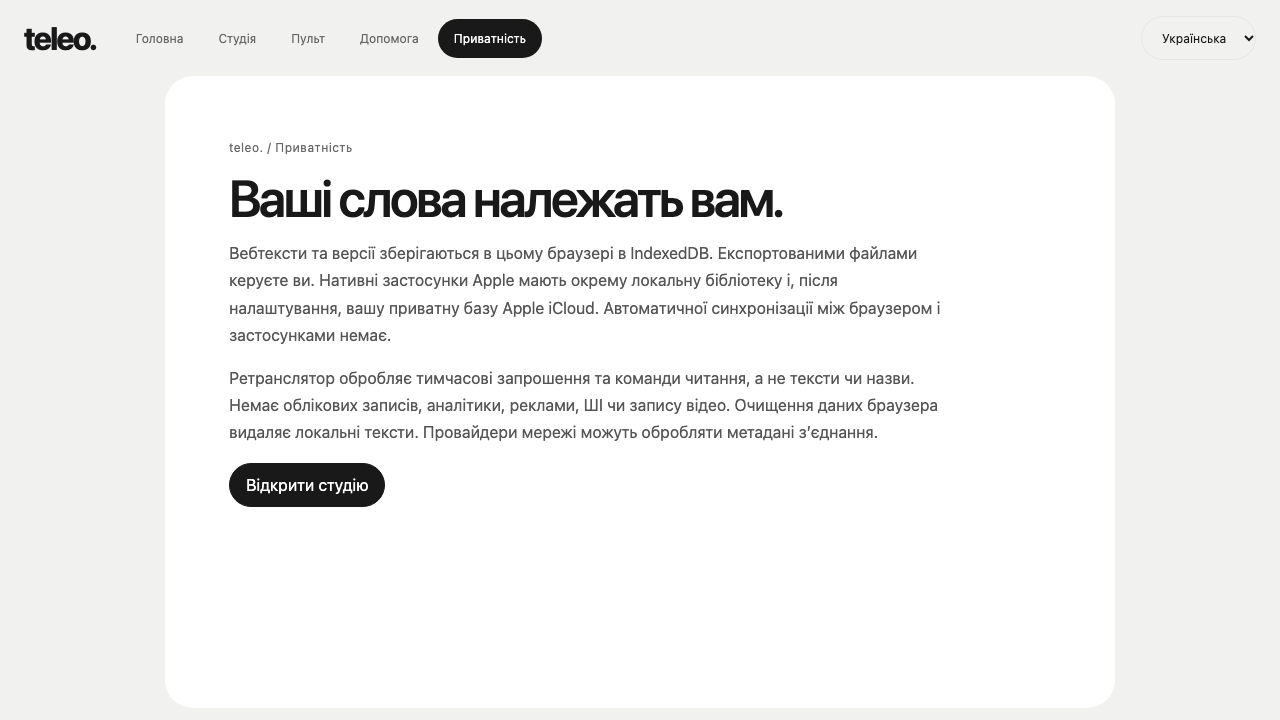 teleo.
Головна
Студія
Пульт
Допомога
Приватність
Українська
teleo. / Приватність
Ваші слова належать вам.
Вебтексти та версії зберігаються в цьому браузері в IndexedDB. Експортованими файлами
керуєте ви. Нативні застосунки Apple мають окрему локальну бібліотеку і, після
налаштування, вашу приватну базу Apple iCloud. Автоматичної синхронізації між браузером і
застосунками немає.
Ретранслятор обробляє тимчасові запрошення та команди читання, а не тексти чи назви.
Немає облікових записів, аналітики, реклами, ШІ чи запису відео. Очищення даних браузера
видаляє локальні тексти. Провайдери мережі можуть обробляти метадані з’єднання.
Відкрити студію